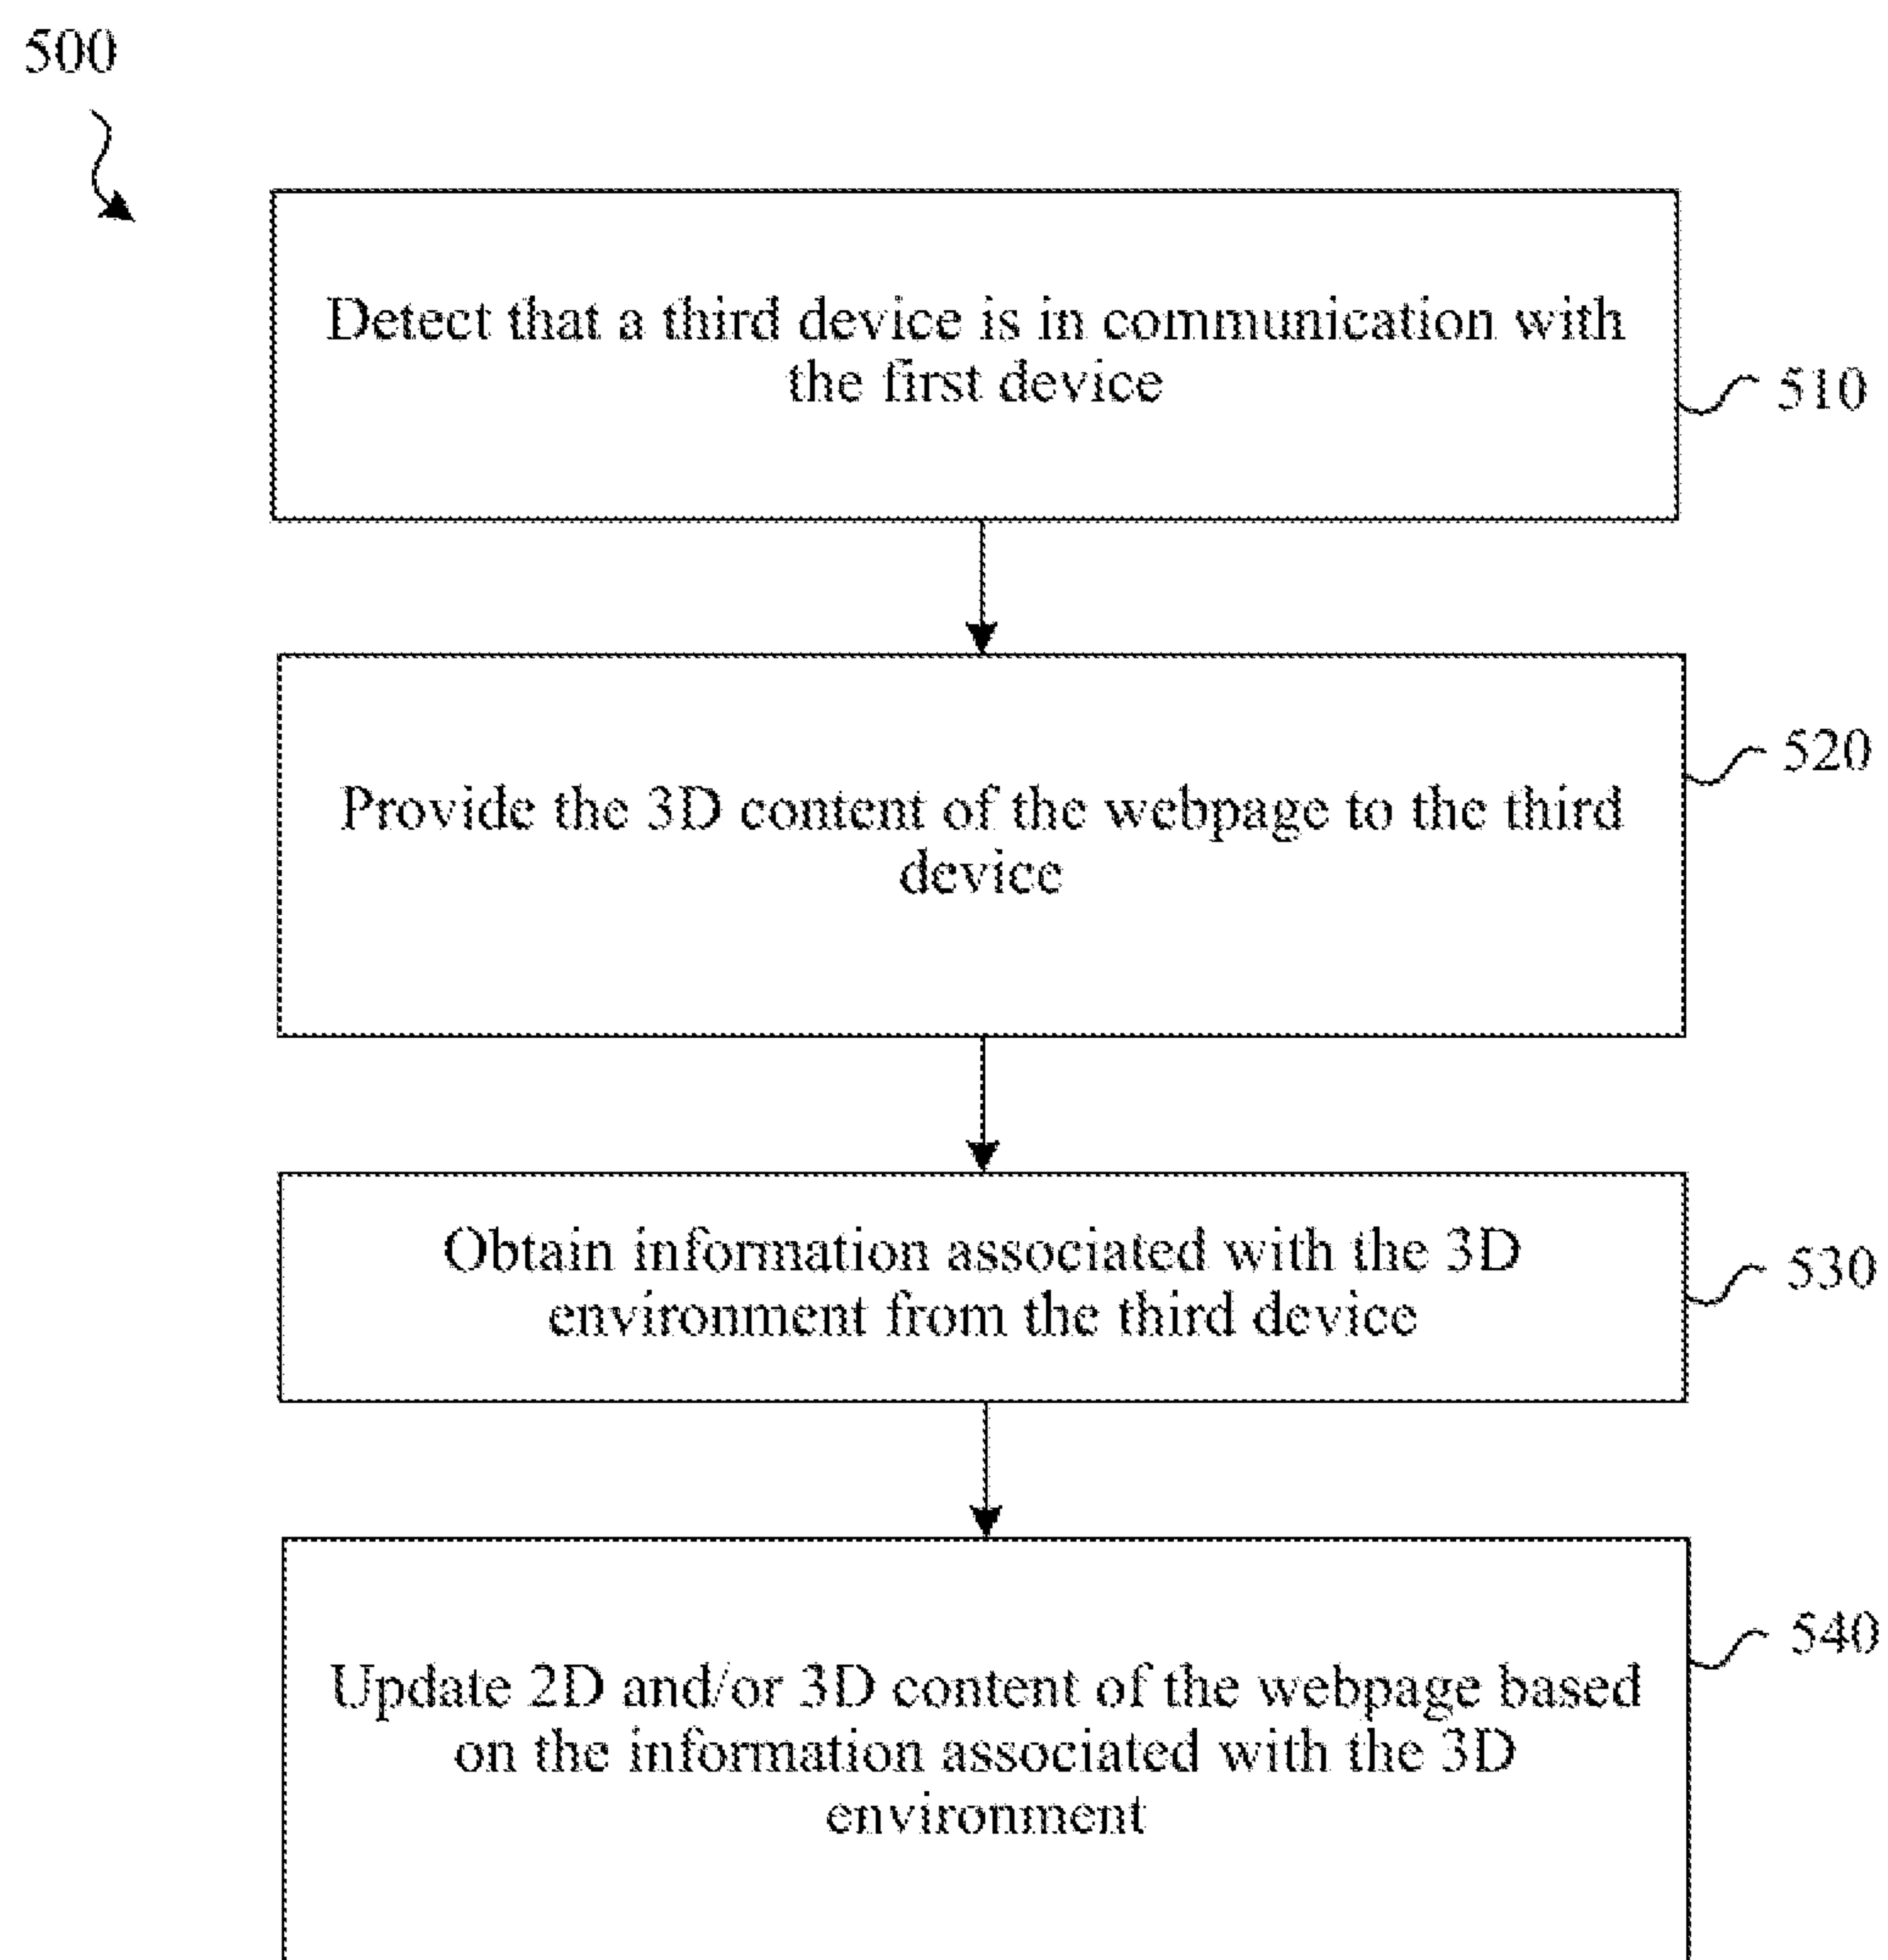 500
Detect that a third device is in communication with
the first device
510
Provide the 3D content of the webpage to the third
device
520
Obtain information associated with the 3D
environment from the third device
530
Update 2D and/or 3D content of the webpage based
on the information associated with the 3D
environment
540